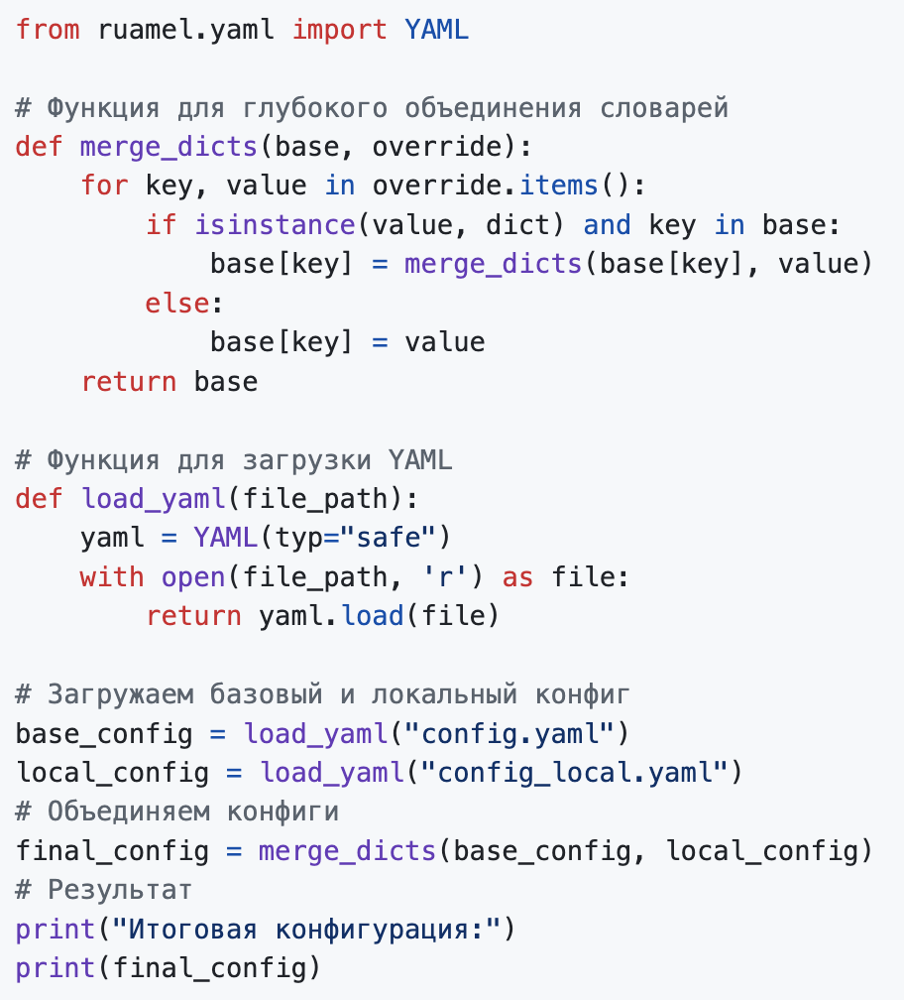 from ruamel.yaml import YAML

# Функция для глубокого объединения словарей
def merge_dicts(base, override):
    for key, value in override.items():
        if isinstance(value, dict) and key in base:
            base[key] = merge_dicts(base[key], value)
        else:
            base[key] = value
    return base

# Функция для загрузки YAML
def load_yaml(file_path):
    yaml = YAML(typ="safe")
    with open(file_path, 'r') as file:
        return yaml.load(file)

# Загружаем базовый и локальный конфиг
base_config = load_yaml("config.yaml")
local_config = load_yaml("config_local.yaml")
# Объединяем конфиги
final_config = merge_dicts(base_config, local_config)
# Результат
print("Итоговая конфигурация:")
print(final_config)